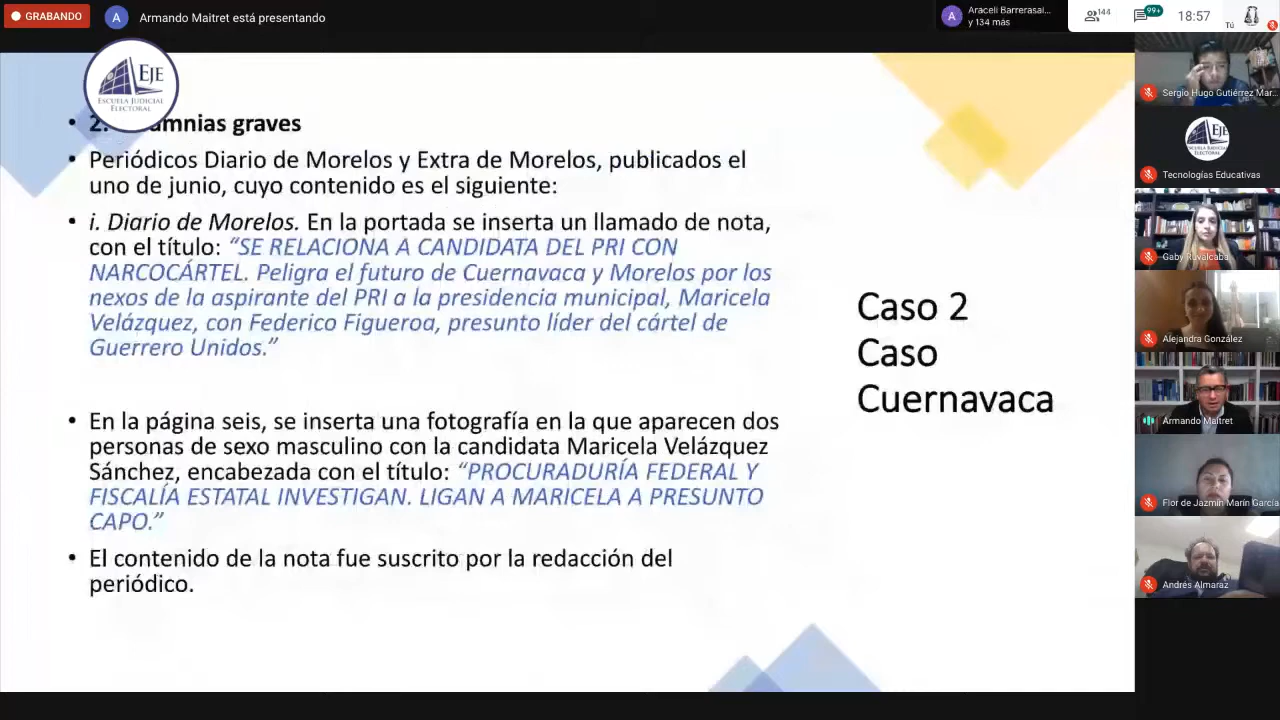 GRABANDO
A Armando Maitret está presentando
A Araceli Barrerasal...
y 134 más
144
99+
18:57
Tú
EJE
ESCUELA JUDICIAL
ELECTORAL
• 2. amnias graves
• Periódicos Diario de Morelos y Extra de Morelos, publicados el
uno de junio, cuyo contenido es el siguiente:
• i. Diario de Morelos. En la portada se inserta un llamado de nota,
con el título: “SE RELACIONA A CANDIDATA DEL PRI CON
NARCOCÁRTEL. Peligra el futuro de Cuernavaca y Morelos por los
nexos de la aspirante del PRI a la presidencia municipal, Maricela
Velázquez, con Federico Figueroa, presunto líder del cártel de
Guerrero Unidos.”
• En la página seis, se inserta una fotografía en la que aparecen dos
personas de sexo masculino con la candidata Maricela Velázquez
Sánchez, encabezada con el título: “PROCURADURÍA FEDERAL Y
FISCALÍA ESTATAL INVESTIGAN. LIGAN A MARICELA A PRESUNTO
CAPO.”
• El contenido de la nota fue suscrito por la redacción del
periódico.
Caso 2
Caso
Cuernavaca
Sergio Hugo Gutiérrez Mar...
EJE
Tecnologías Educativas
Gaby Ruvalcaba
Alejandra González
Armando Maitret
Flor de Jazmín Marín García
Andrés Almaraz